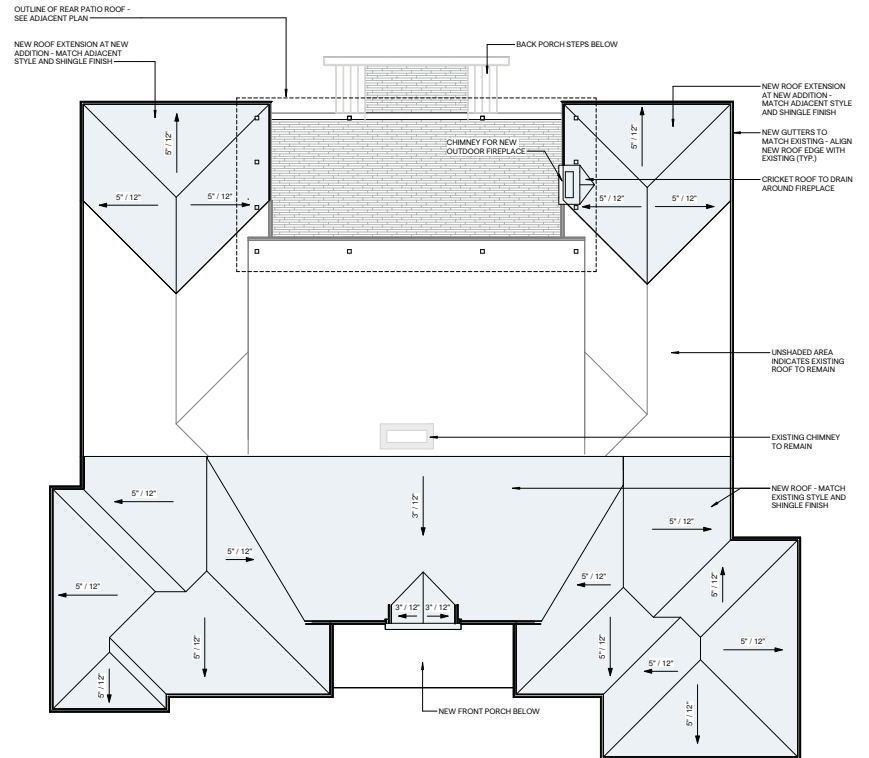 OUTLINE OF REAR PATIO ROOF -
SEE ADJACENT PLAN
NEW ROOF EXTENSION AT NEW
ADDITION - MATCH ADJACENT
STYLE AND SHINGLE FINISH
BACK PORCH STEPS BELOW
NEW ROOF EXTENSION
AT NEW ADDITION -
MATCH ADJACENT STYLE
AND SHINGLE FINISH
NEW GUTTERS TO
MATCH EXISTING - ALIGN
NEW ROOF EDGE WITH
EXISTING (TYP.)
CHIMNEY FOR NEW
OUTDOOR FIREPLACE
CRICKET ROOF TO DRAIN
AROUND FIREPLACE
5" / 12"
5" / 12"
5" / 12"
5" / 12"
5" / 12"
5" / 12"
UNSHADED AREA
INDICATES EXISTING
ROOF TO REMAIN
EXISTING CHIMNEY
TO REMAIN
NEW ROOF - MATCH
EXISTING STYLE AND
SHINGLE FINISH
5" / 12"
3" / 12"
5" / 12"
5" / 12"
5" / 12"
5" / 12"
5" / 12"
3" / 12"
3" / 12"
5" / 12"
5" / 12"
5" / 12"
5" / 12"
5" / 12"
5" / 12"
NEW FRONT PORCH BELOW